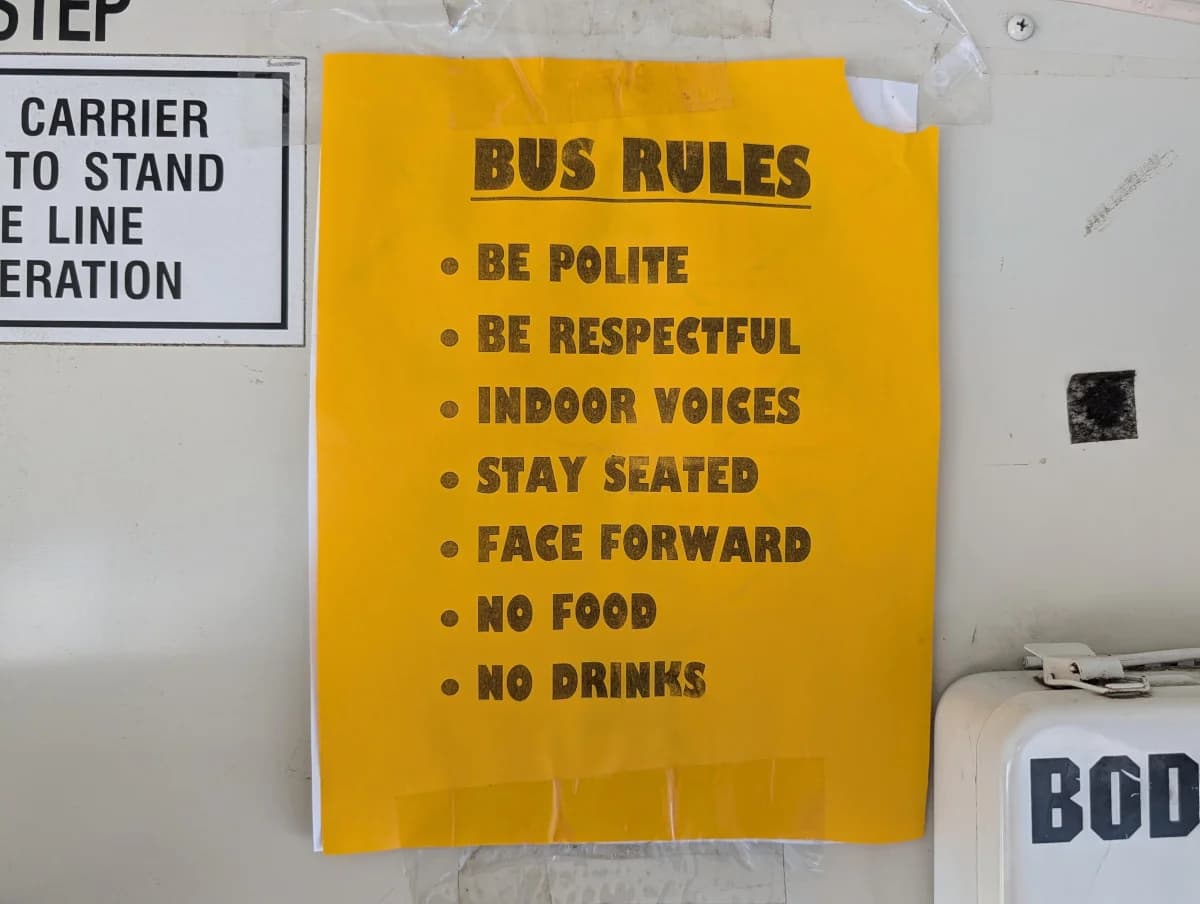 STEP
CARRIER
TO STAND
E LINE
ERATION
BUS RULES
• BE POLITE
• BE RESPECTFUL
• INDOOR VOICES
• STAY SEATED
• FACE FORWARD
• NO FOOD
• NO DRINKS
BOD